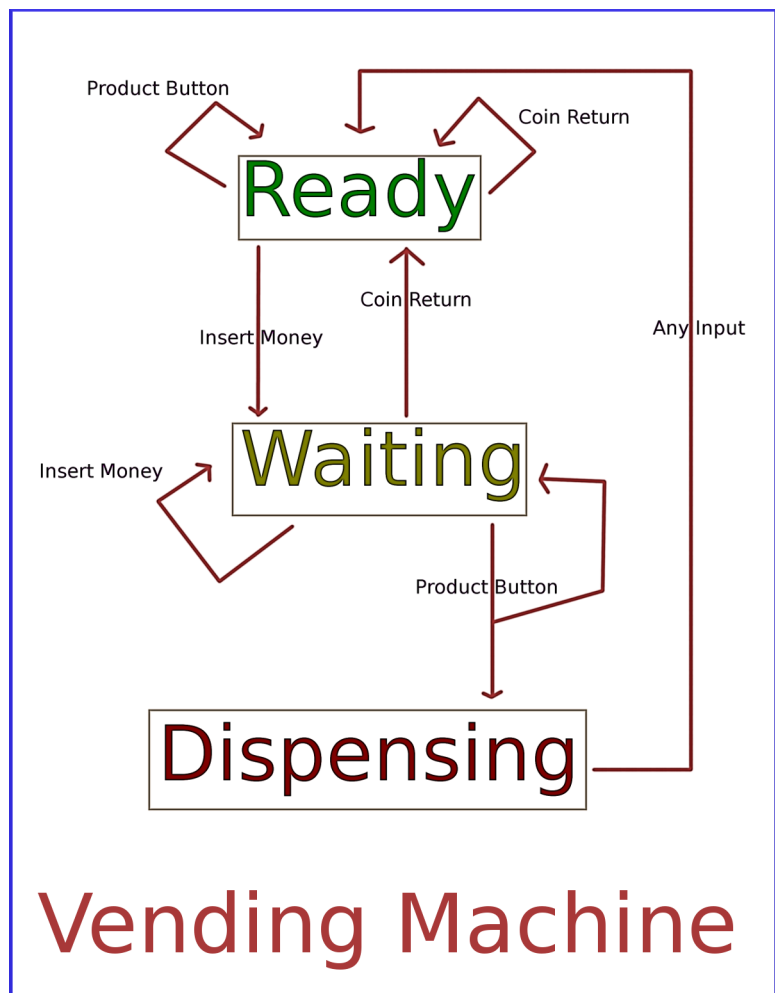 Product Button
Coin Return
Ready
Coin Return
Insert Money
Any Input
Waiting
Insert Money
Product Button
Dispensing
Vending Machine